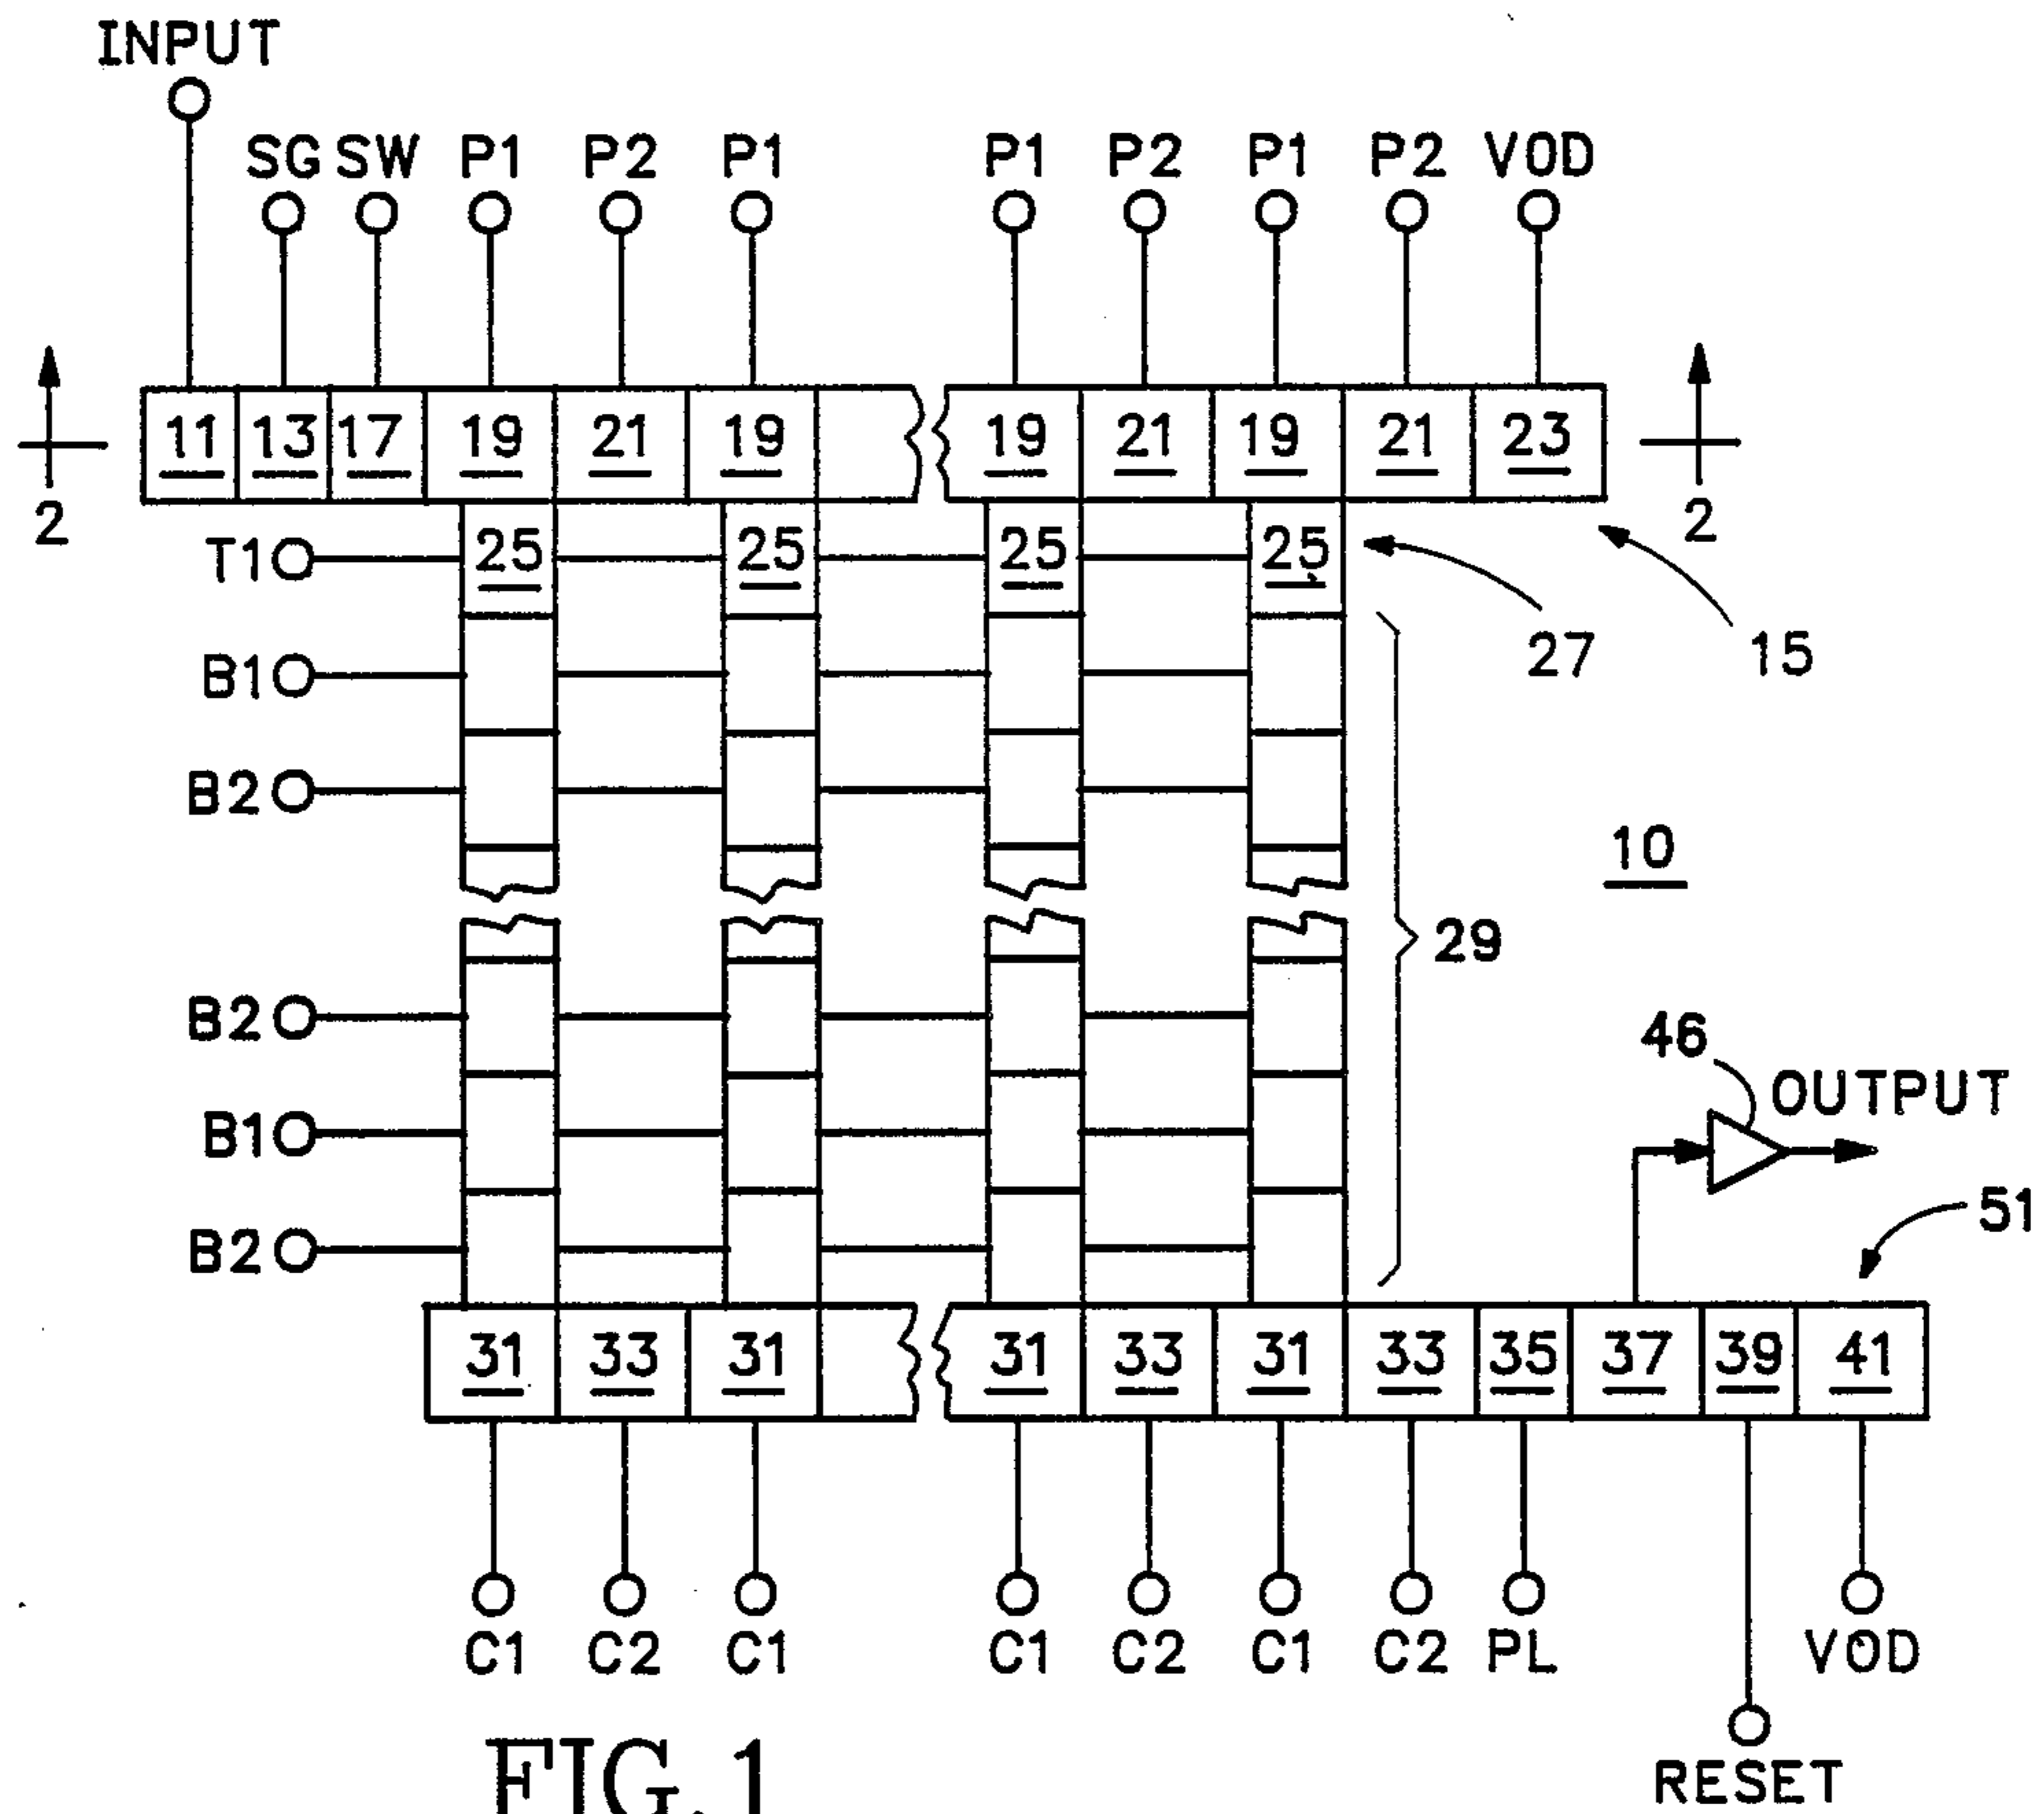 INPUT
SG SW P1 P2 P1 P1 P2 P1 P2 VOD
11 13 17 19 21 19 19 21 19 21 23
2 2
T1 25 25 25 25
27 15
B1
B2
10
29
B2
46
OUTPUT
B1
51
B2
31 33 31 31 33 31 33 35 37 39 41
C1 C2 C1 C1 C2 C1 C2 PL VOD
RESET
FIG. 1